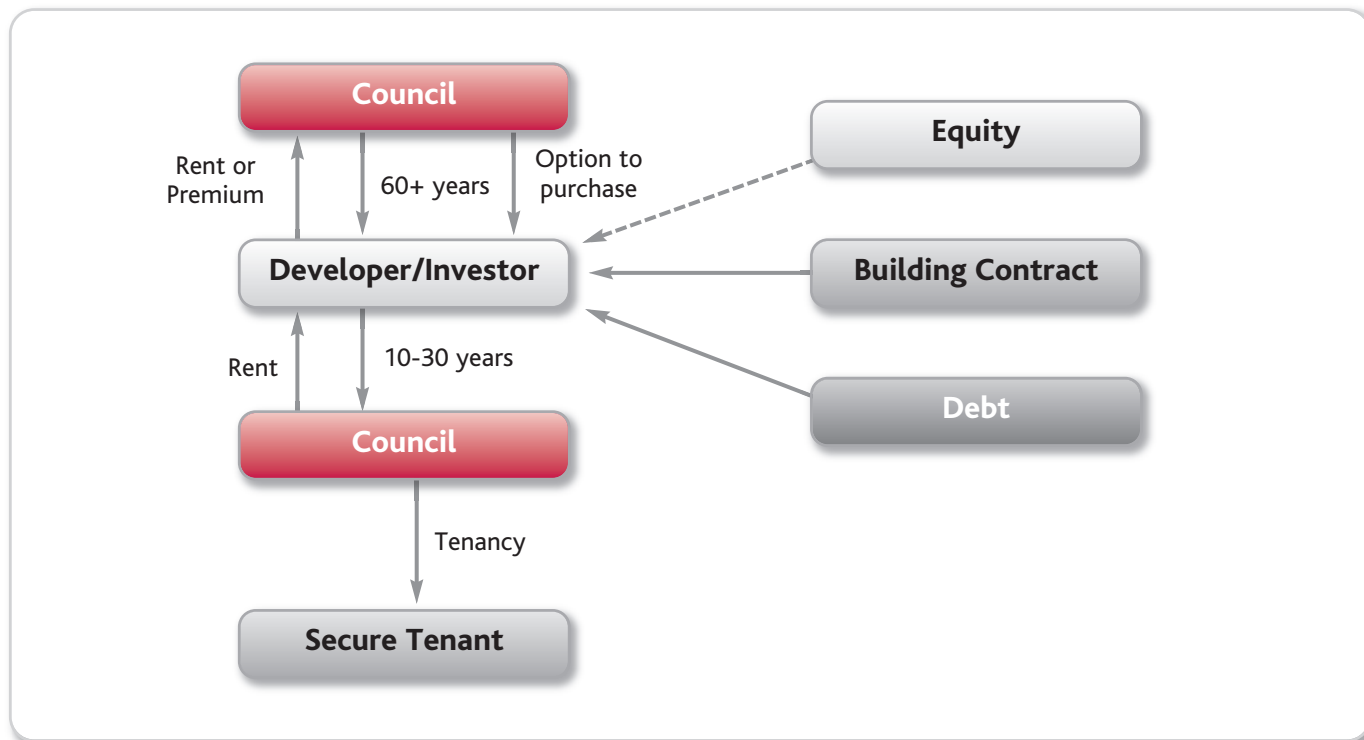 Council
Equity
Rent or
Premium
60+ years
Option to
purchase
Developer/Investor
Building Contract
Rent
10-30 years
Debt
Council
Tenancy
Secure Tenant